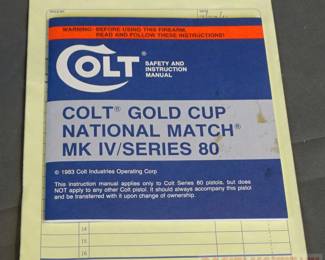 WARNING: BEFORE USING THIS FIREARM,
READ AND FOLLOW THESE INSTRUCTIONS!
COLT
SAFETY AND
INSTRUCTION
MANUAL
COLT® GOLD CUP
NATIONAL MATCH®
MK IV/SERIES 80
© 1983 Colt Industries Operating Corp
This instruction manual applies only to Colt Series 80 pistols, but does
NOT apply to any other Colt pistol. It should always accompany this pistol
and be transferred with it upon change of ownership.
14
15
16